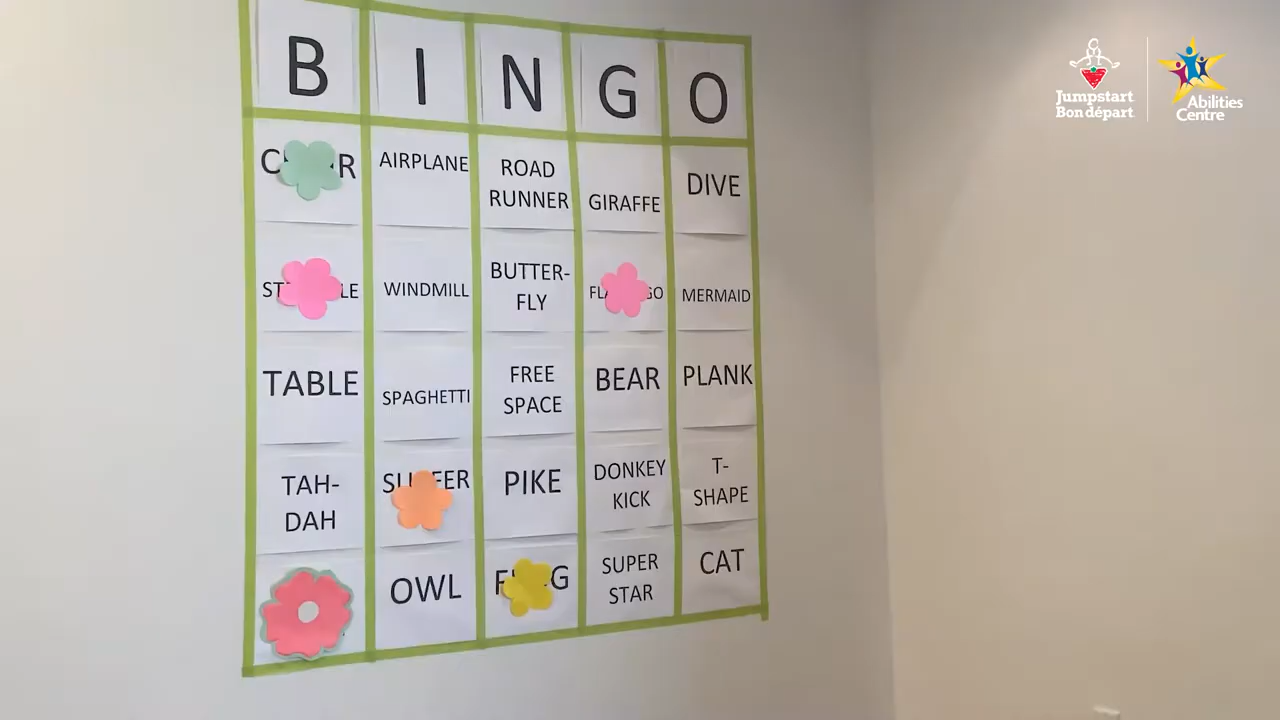 B I N G O
AIRPLANE
ROAD
RUNNER
GIRAFFE
DIVE
WINDMILL
BUTTER-
FLY
MERMAID
TABLE
SPAGHETTI
FREE
SPACE
BEAR
PLANK
TAH-
DAH
PIKE
DONKEY
KICK
T-
SHAPE
OWL
SUPER
STAR
CAT
Jumpstart
Bon départ
Abilities
Centre